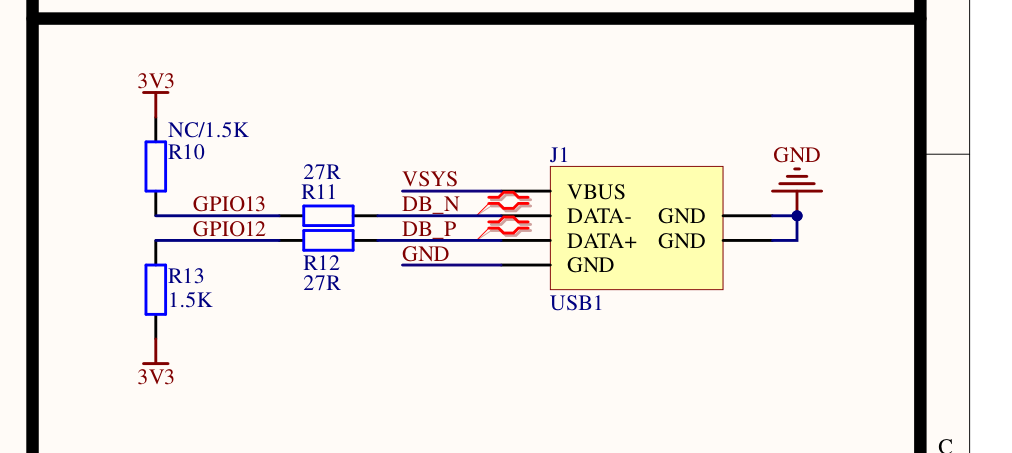 3V3
NC/1.5K
R10
27R
R11
GPIO13
GPIO12
R12
27R
R13
1.5K
3V3
VSYS
DB_N
DB_P
GND
J1
VBUS
DATA- GND
DATA+ GND
GND
USB1
GND
C